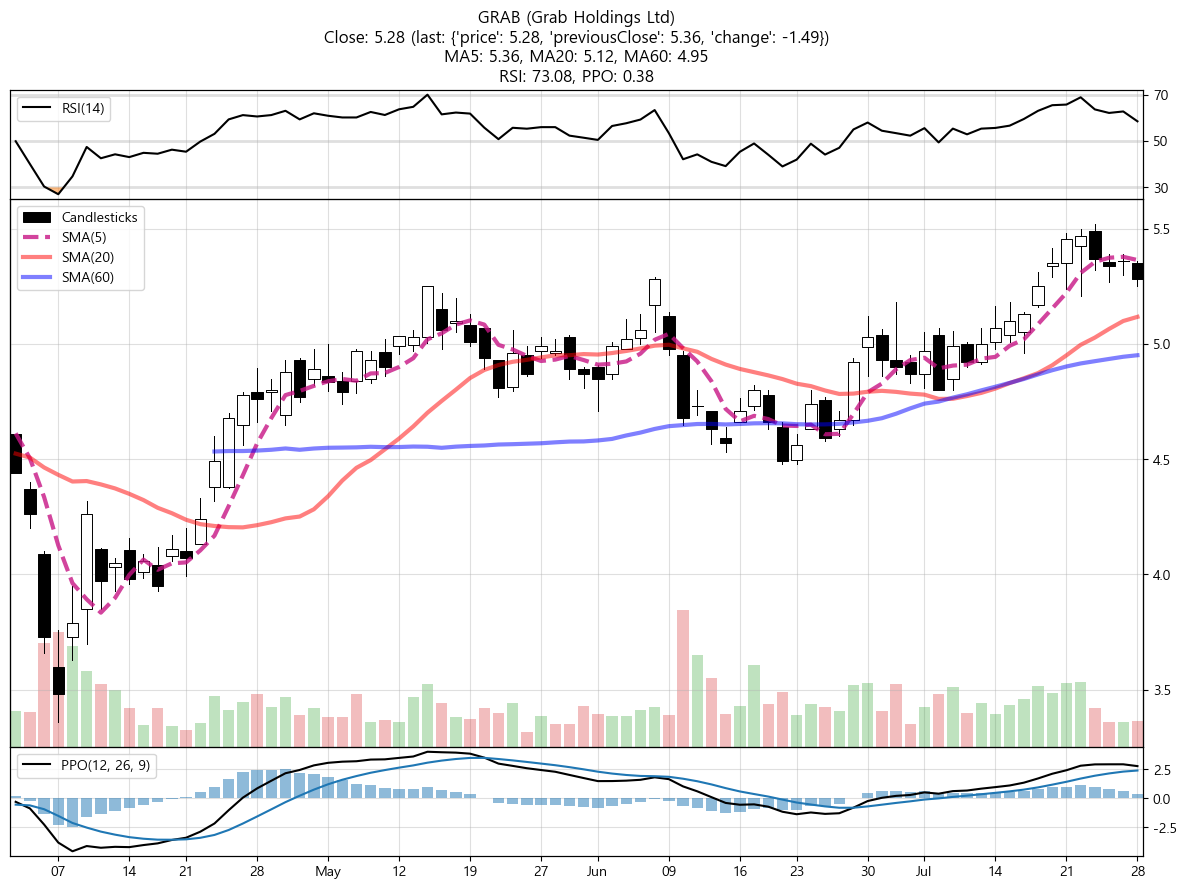 GRAB (Grab Holdings Ltd)
Close: 5.28 (last: {'price': 5.28, 'previousClose': 5.36, 'change': -1.49})
MA5: 5.36, MA20: 5.12, MA60: 4.95
RSI: 73.08, PPO: 0.38
RSI(14)
70
50
30
Candlesticks
SMA(5)
SMA(20)
SMA(60)
5.5
5.0
4.5
4.0
3.5
PPO(12, 26, 9)
2.5
0.0
-2.5
07 14 21 28 May 12 19 27 Jun 09 16 23 30 Jul 14 21 28